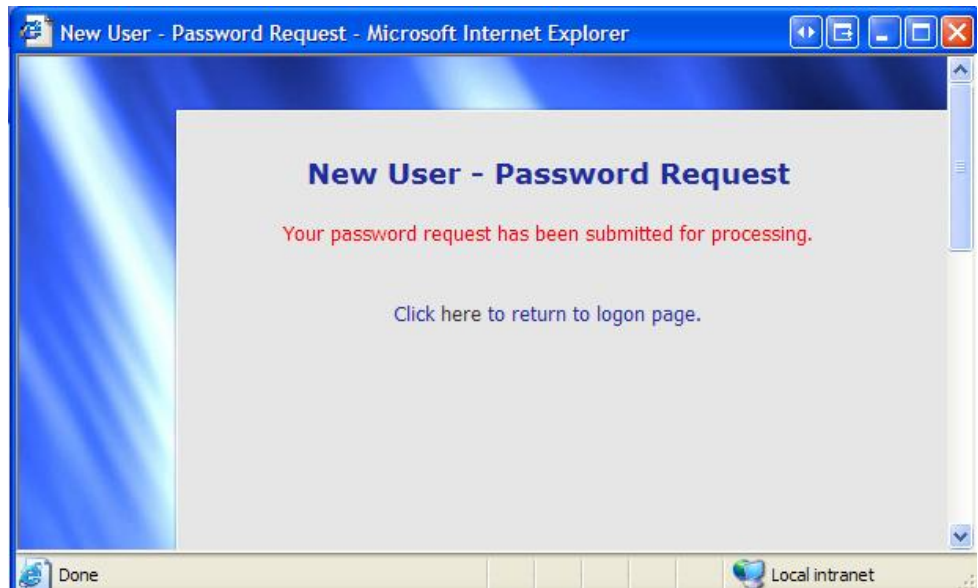 New User - Password Request - Microsoft Internet Explorer
New User - Password Request
Your password request has been submitted for processing.
Click here to return to logon page.
Done
Local intranet